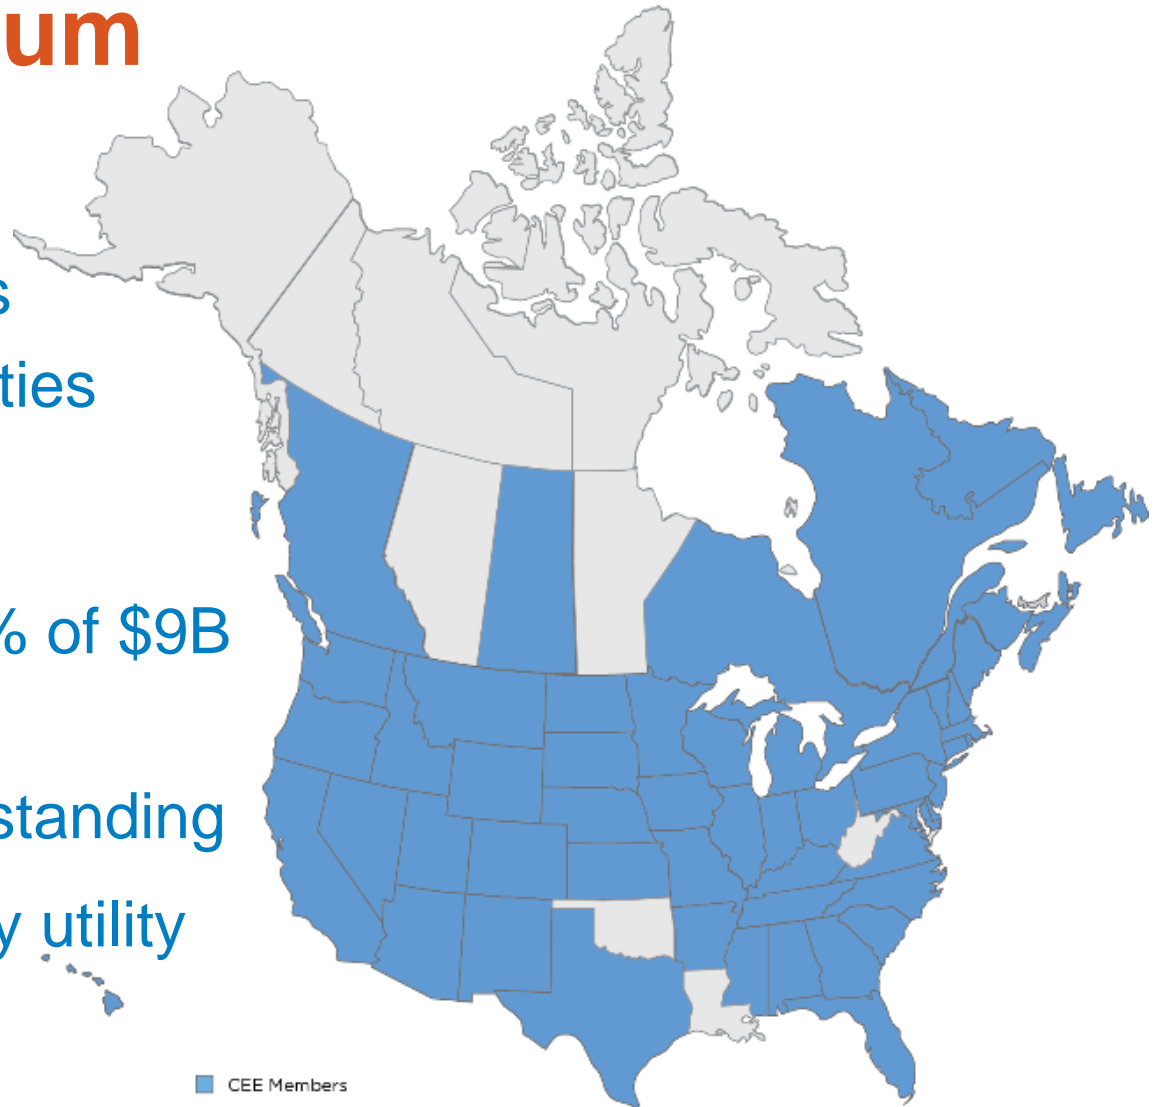 um
s
ties
% of $9B
standing
y utility
CEE Members